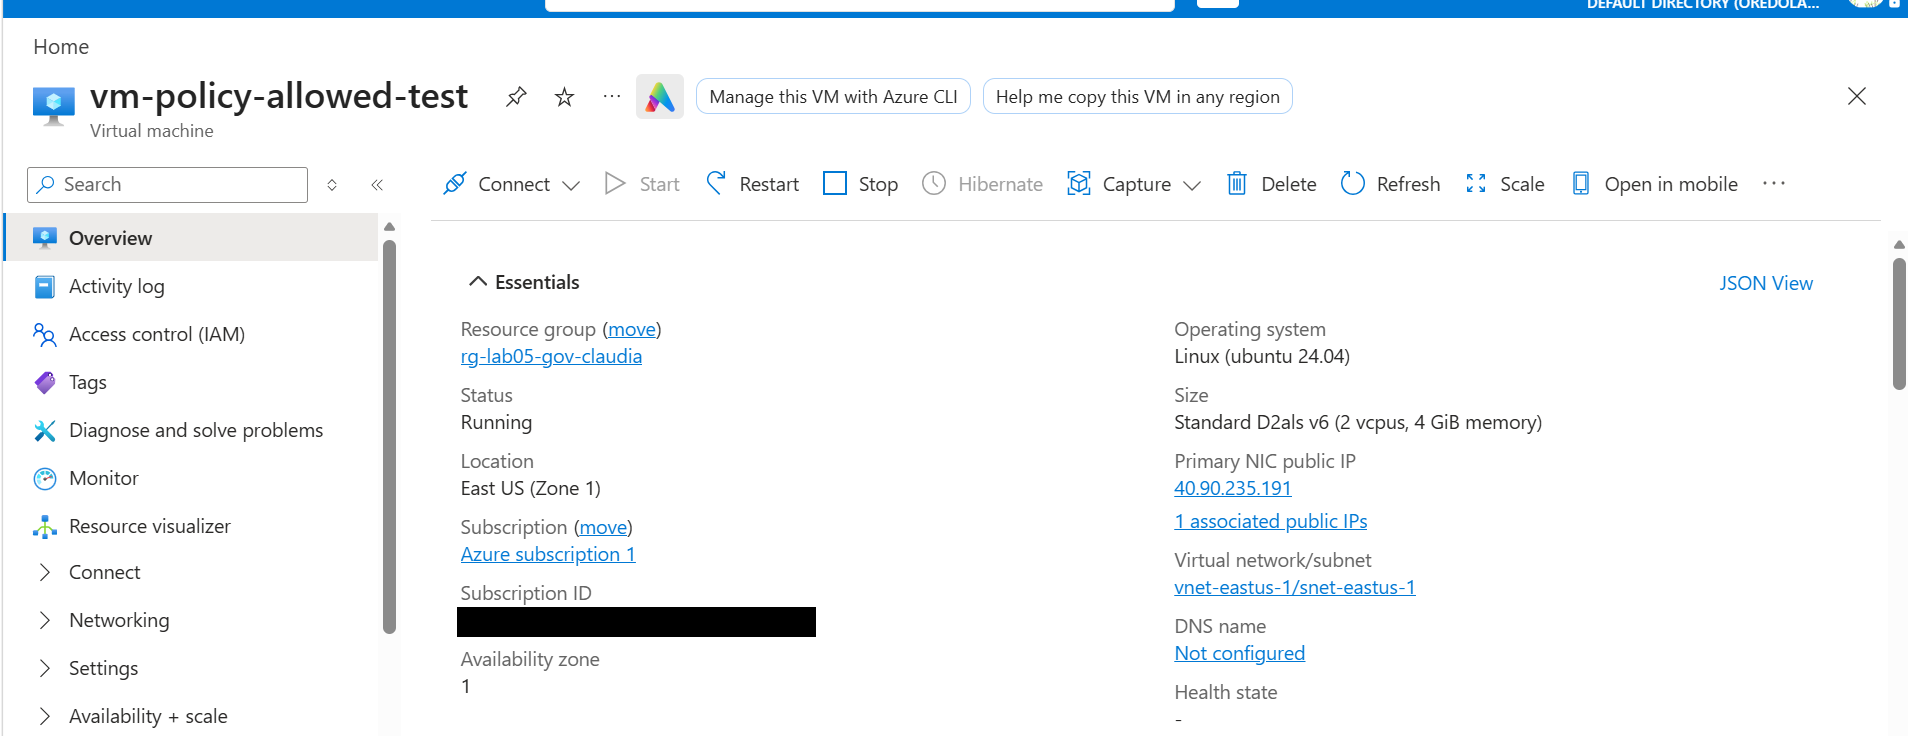 DEFAULT DIRECTORY (OREDOLA...
Home
vm-policy-allowed-test
...
Manage this VM with Azure CLI
Help me copy this VM in any region
Virtual machine
Search
Connect
Start
Restart
Stop
Hibernate
Capture
Delete
Refresh
Scale
Open in mobile
...
Overview
Activity log
Access control (IAM)
Tags
Diagnose and solve problems
Monitor
Resource visualizer
Connect
Networking
Settings
Availability + scale
Essentials
JSON View
Resource group (move)
rg-lab05-gov-claudia
Status
Running
Location
East US (Zone 1)
Subscription (move)
Azure subscription 1
Subscription ID
Availability zone
1
Operating system
Linux (ubuntu 24.04)
Size
Standard D2als v6 (2 vcpus, 4 GiB memory)
Primary NIC public IP
40.90.235.191
1 associated public IPs
Virtual network/subnet
vnet-eastus-1/snet-eastus-1
DNS name
Not configured
Health state
-